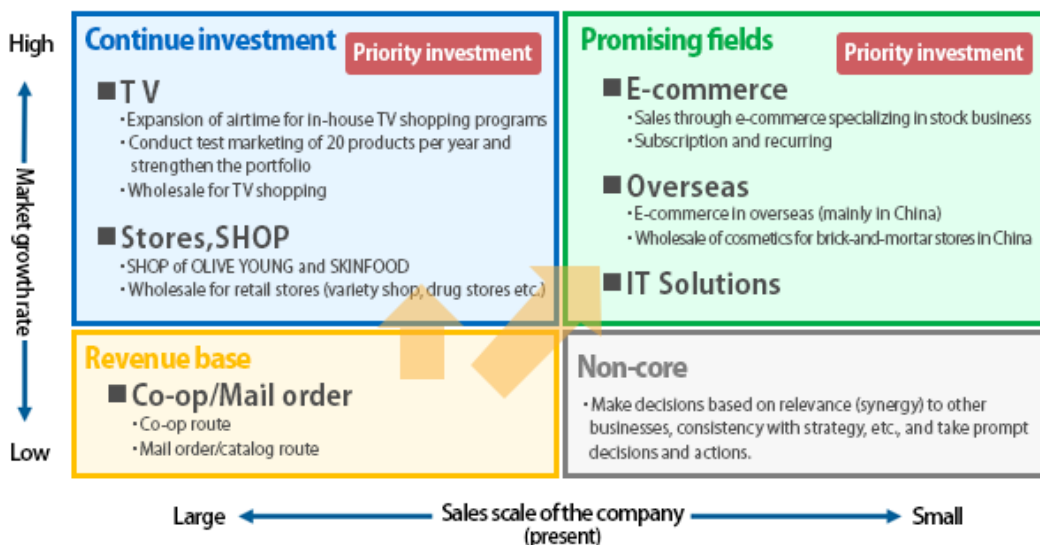 High
Market growth rate
Low
Continue investment
Priority investment
■TV
・Expansion of airtime for in-house TV shopping programs
・Conduct test marketing of 20 products per year and
strengthen the portfolio
・Wholesale for TV shopping
■Stores,SHOP
・SHOP of OLIVE YOUNG and SKINFOOD
・Wholesale for retail stores (variety shop, drug stores etc.)
Promising fields
Priority investment
■E-commerce
・Sales through e-commerce specializing in stock business
・Subscription and recurring
■Overseas
・E-commerce in overseas (mainly in China)
・Wholesale of cosmetics for brick-and-mortar stores in China
■IT Solutions
Revenue base
■Co-op/Mail order
・Co-op route
・Mail order/catalog route
Non-core
・Make decisions based on relevance (synergy) to other
businesses, consistency with strategy, etc., and take prompt
decisions and actions.
Large
Sales scale of the company
(present)
Small